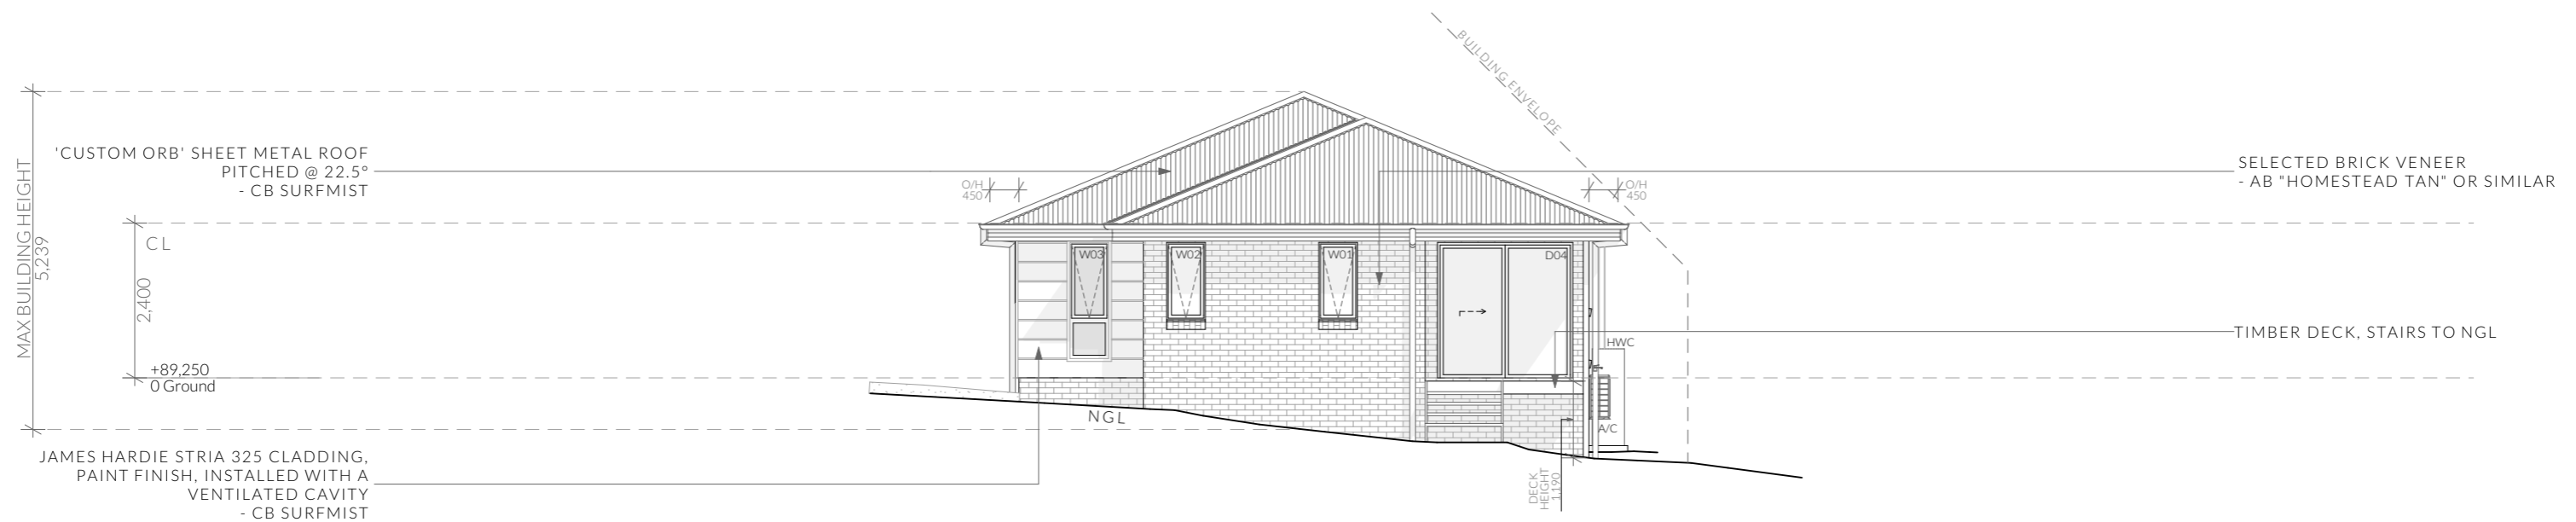 BUILDING ENVELOPE
'CUSTOM ORB' SHEET METAL ROOF
PITCHED @ 22.5°
- CB SURFMIST
O/H
450
O/H
450
SELECTED BRICK VENEER
- AB "HOMESTEAD TAN" OR SIMILAR
MAX BUILDING HEIGHT
5,239
CL
2,400
+89,250
0 Ground
W03
W02
W01
D04
TIMBER DECK, STAIRS TO NGL
HWC
A/C
NGL
JAMES HARDIE STRIA 325 CLADDING,
PAINT FINISH, INSTALLED WITH A
VENTILATED CAVITY
- CB SURFMIST
DECK
HEIGHT
1,190